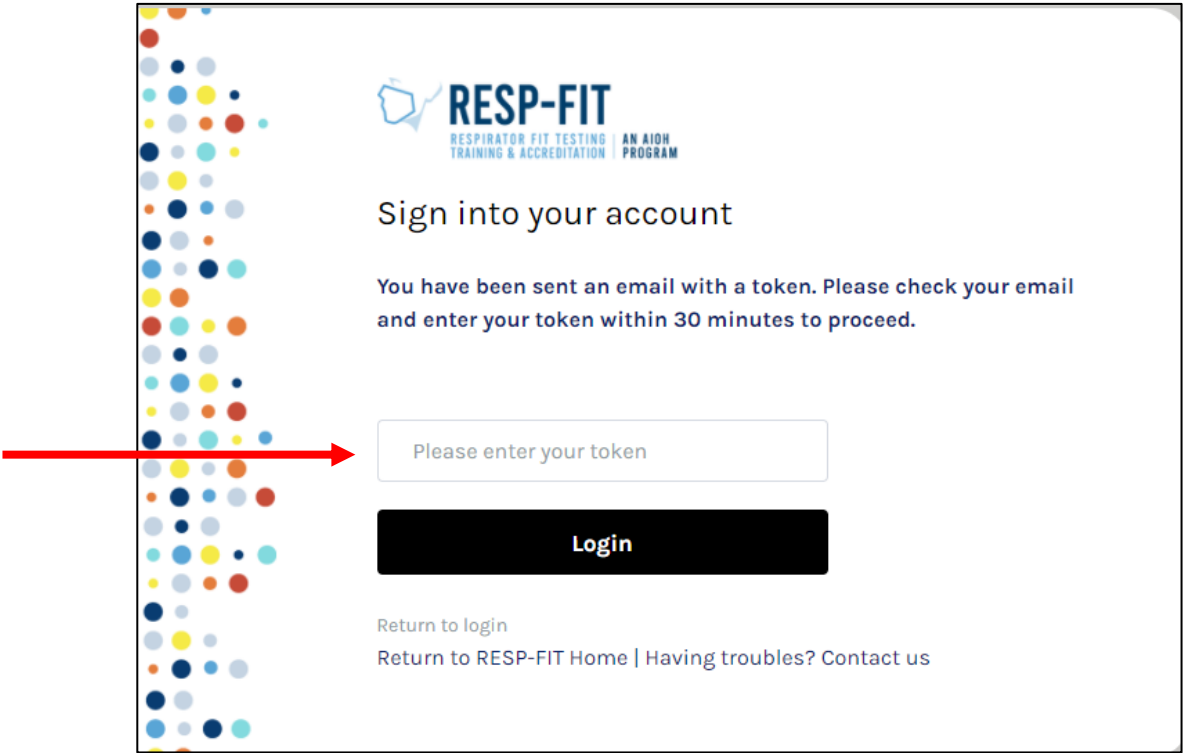 RESP-FIT
RESPIRATOR FIT TESTING AN AIOH
TRAINING & ACCREDITATION PROGRAM
Sign into your account
You have been sent an email with a token. Please check your email
and enter your token within 30 minutes to proceed.
Please enter your token
Login
Return to login
Return to RESP-FIT Home | Having troubles? Contact us